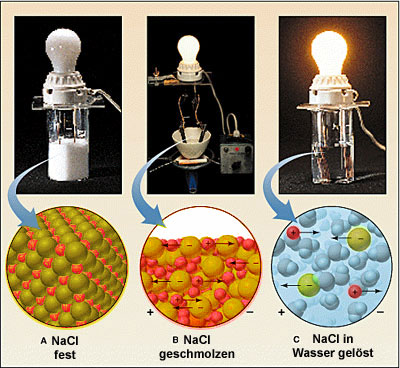 A NaCl
fest
+ −
B NaCl
geschmolzen
+ −
C NaCl in
Wasser gelöst